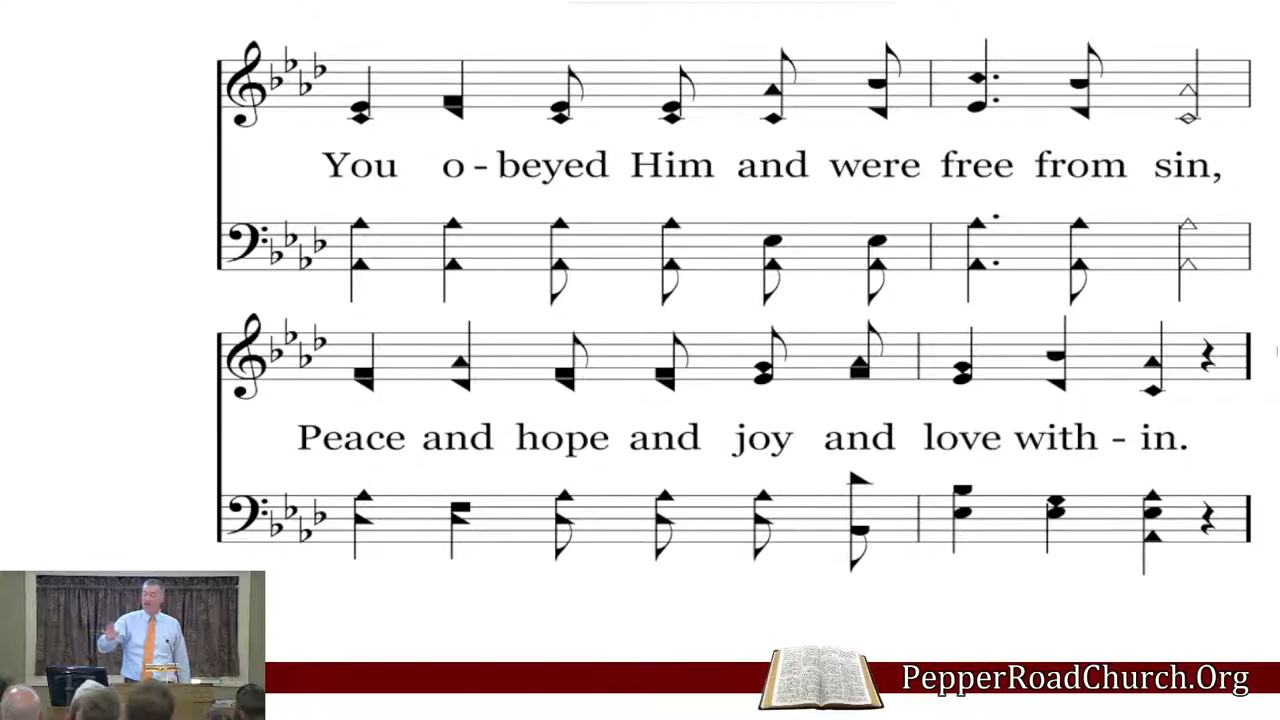 You o - beyed Him and were free from sin,
Peace and hope and joy and love with - in.
PepperRoadChurch.Org